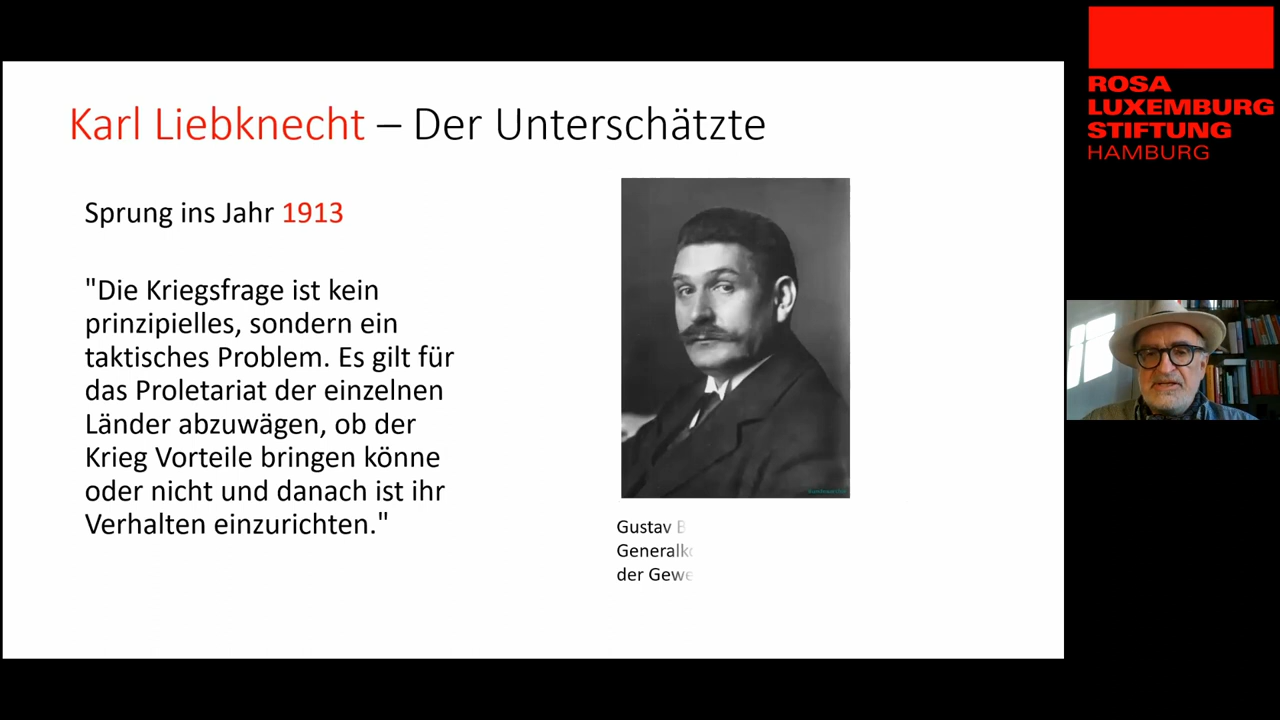 Karl Liebknecht – Der Unterschätzte
Sprung ins Jahr 1913
"Die Kriegsfrage ist kein
prinzipielles, sondern ein
taktisches Problem. Es gilt für
das Proletariat der einzelnen
Länder abzuwägen, ob der
Krieg Vorteile bringen könne
oder nicht und danach ist ihr
Verhalten einzurichten."
Gustav B
Generalk
der Gewe
ROSA
LUXEMBURG
STIFTUNG
HAMBURG